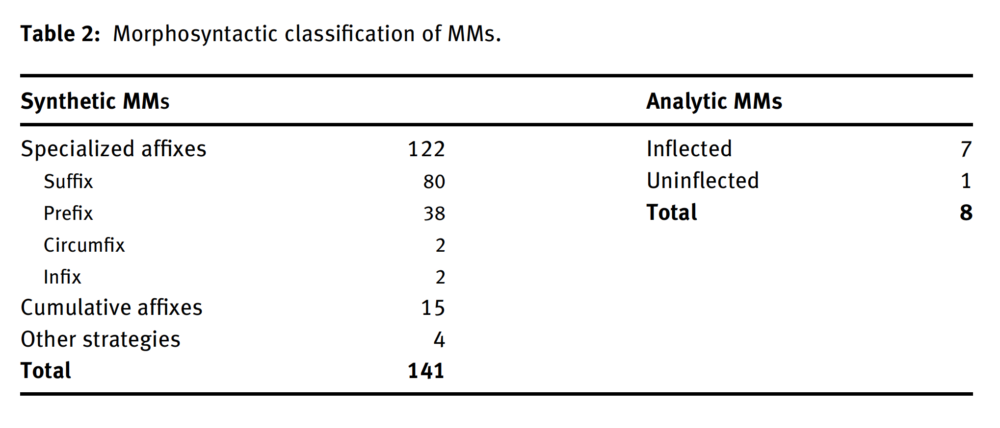 Table 2: Morphosyntactic classification of MMs.
Synthetic MMs Analytic MMs
Specialized affixes 122 Inflected 7
Suffix 80 Uninflected 1
Prefix 38 Total 8
Circumfix 2
Infix 2
Cumulative affixes 15
Other strategies 4
Total 141